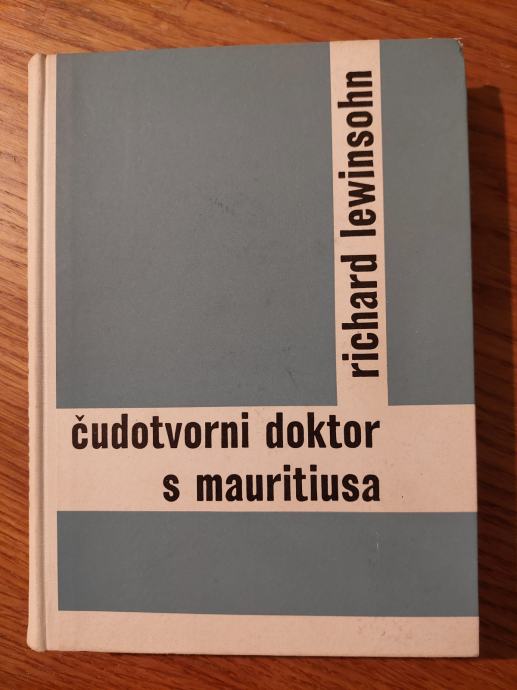 richard lewinsohn
čudotvorni doktor
s mauritiusa